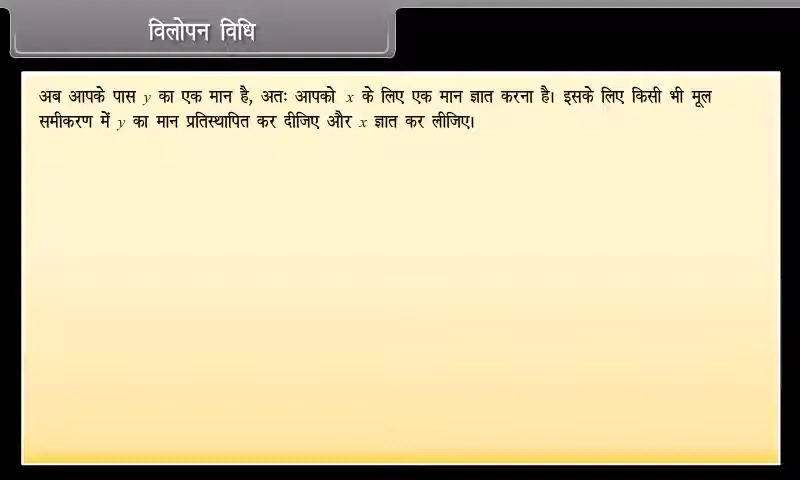 विलोपन विधि
अब आपके पास y का एक मान है, अतः आपको x के लिए एक मान ज्ञात करना है। इसके लिए किसी भी मूल
समीकरण में y का मान प्रतिस्थापित कर दीजिए और x ज्ञात कर लीजिए।